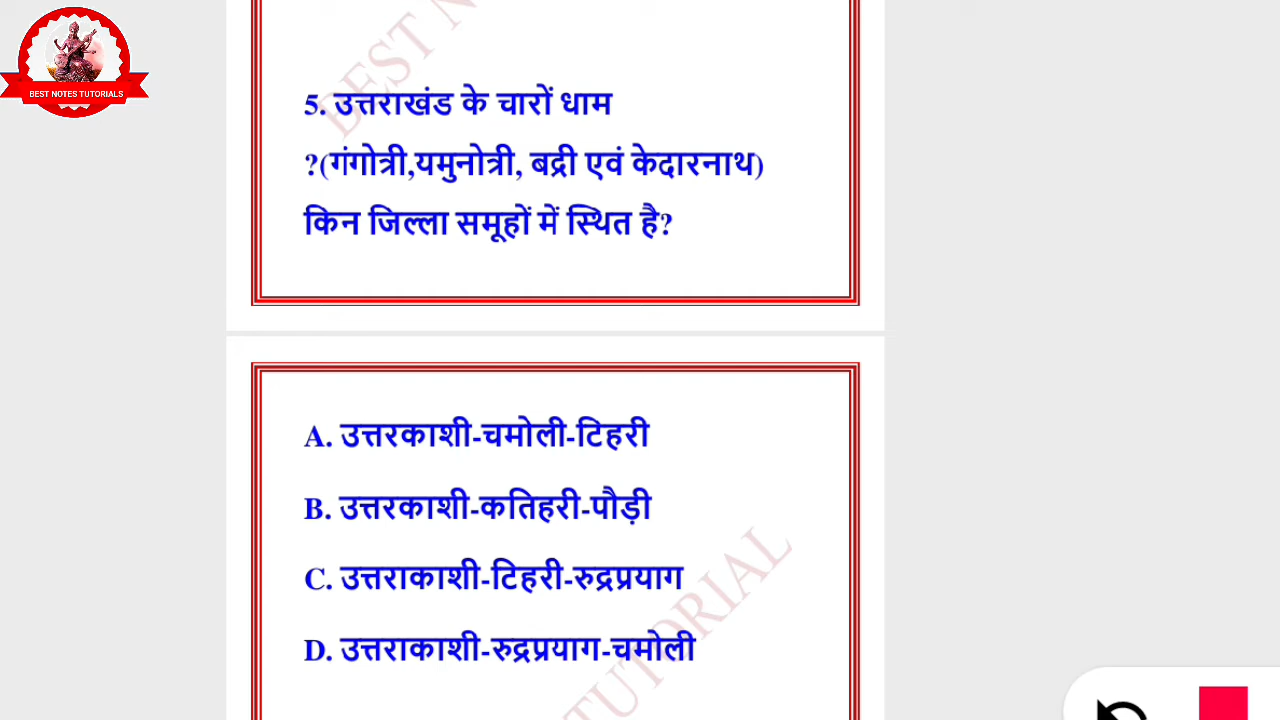 BEST NOTES TUTORIALS
BEST N
5. उत्तराखंड के चारों धाम
?(गंगोत्री,यमुनोत्री, बद्री एवं केदारनाथ)
किन जिल्ला समूहों में स्थित है?
A. उत्तरकाशी-चमोली-टिहरी
B. उत्तरकाशी-कतिहरी-पौड़ी
C. उत्तराकाशी-टिहरी-रुद्रप्रयाग
D. उत्तराकाशी-रुद्रप्रयाग-चमोली
TUTORIAL